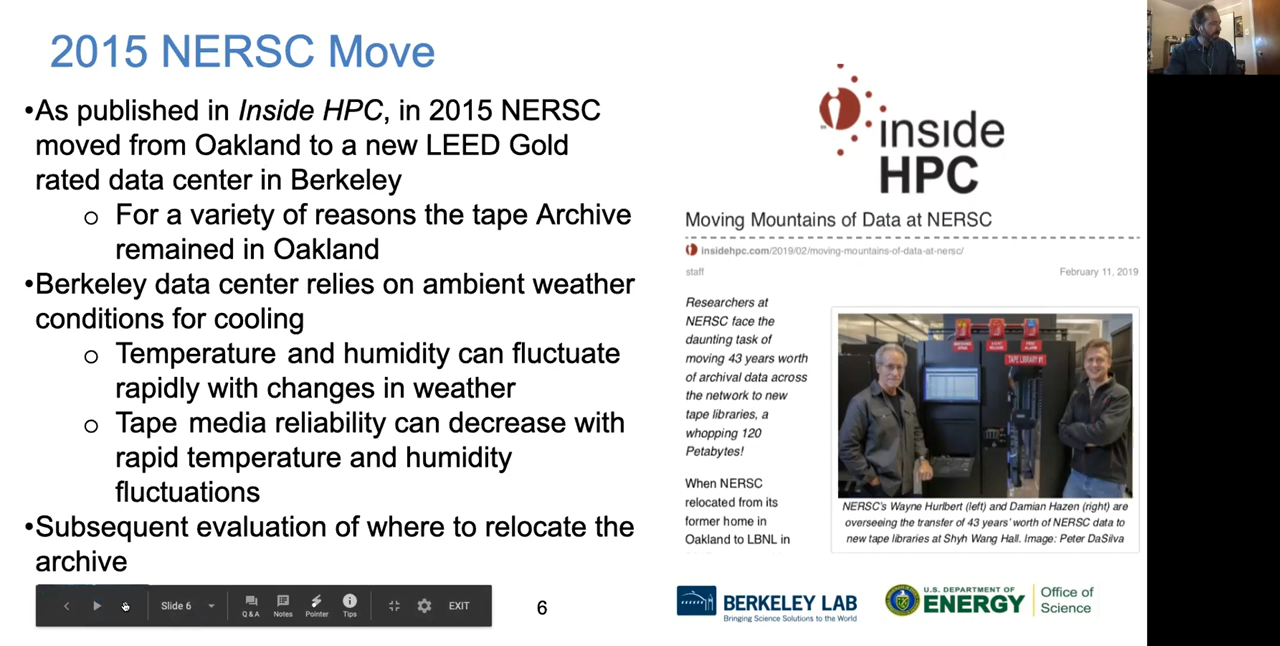 2015 NERSC Move
•As published in Inside HPC, in 2015 NERSC
moved from Oakland to a new LEED Gold
rated data center in Berkeley
o For a variety of reasons the tape Archive
remained in Oakland
•Berkeley data center relies on ambient weather
conditions for cooling
o Temperature and humidity can fluctuate
rapidly with changes in weather
o Tape media reliability can decrease with
rapid temperature and humidity
fluctuations
•Subsequent evaluation of where to relocate the
archive
inside
HPC
Moving Mountains of Data at NERSC
insidehpc.com/2019/02/moving-mountains-of-data-at-nersc/
staff
February 11, 2019
Researchers at
NERSC face the
daunting task of
moving 43 years worth
of archival data across
the network to new
tape libraries, a
whopping 120
Petabytes!
When NERSC
relocated from its
former home in
Oakland to LBNL in
TAPE LIBRARY #1
NERSC's Wayne Hurlbert (left) and Damian Hazen (right) are
overseeing the transfer of 43 years' worth of NERSC data to
new tape libraries at Shyh Wang Hall. Image: Peter DaSilva
Slide 6
Q & A
Notes
Pointer
Tips
EXIT
6
BERKELEY LAB
Bringing Science Solutions to the World
U.S. DEPARTMENT OF
ENERGY
Office of
Science